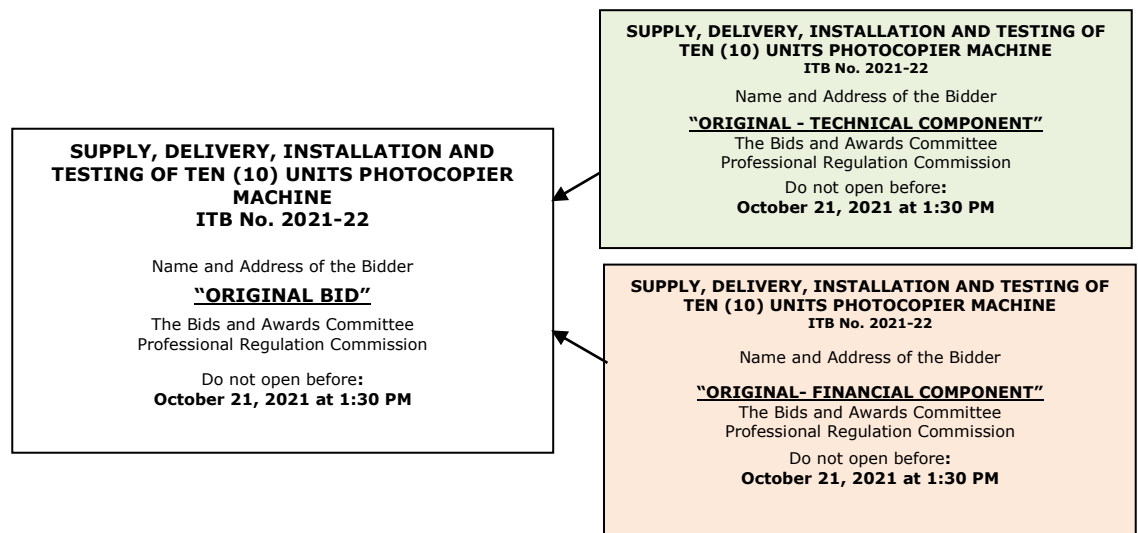 SUPPLY, DELIVERY, INSTALLATION AND
TESTING OF TEN (10) UNITS PHOTOCOPIER
MACHINE
ITB No. 2021-22
Name and Address of the Bidder
“ORIGINAL BID”
The Bids and Awards Committee
Professional Regulation Commission
Do not open before:
October 21, 2021 at 1:30 PM
SUPPLY, DELIVERY, INSTALLATION AND TESTING OF
TEN (10) UNITS PHOTOCOPIER MACHINE
ITB No. 2021-22
Name and Address of the Bidder
“ORIGINAL - TECHNICAL COMPONENT”
The Bids and Awards Committee
Professional Regulation Commission
Do not open before:
October 21, 2021 at 1:30 PM
SUPPLY, DELIVERY, INSTALLATION AND TESTING OF
TEN (10) UNITS PHOTOCOPIER MACHINE
ITB No. 2021-22
Name and Address of the Bidder
“ORIGINAL- FINANCIAL COMPONENT”
The Bids and Awards Committee
Professional Regulation Commission
Do not open before:
October 21, 2021 at 1:30 PM